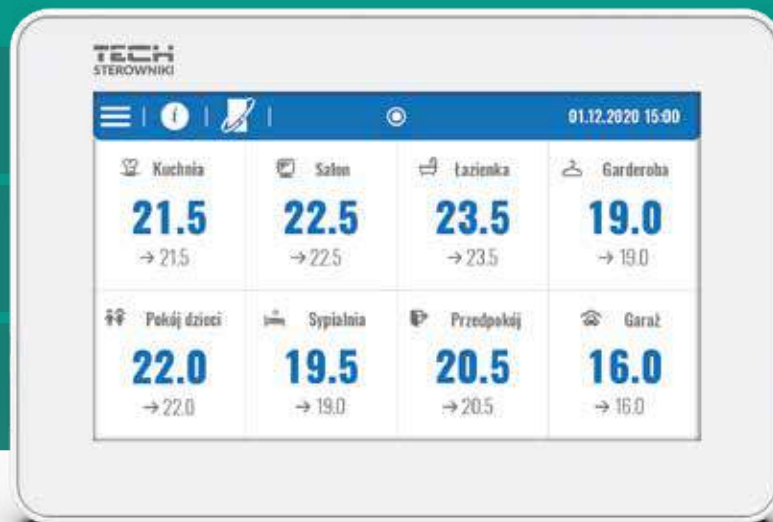 TECH
STEROWNIKI
i
01.12.2020 15:00
Kuchnia
Salon
Łazienka
Garderoba
21.5
22.5
23.5
19.0
→ 21.5
→ 22.5
→ 23.5
→ 19.0
Pokój dzieci
Sypialnia
Przedpokój
Garaż
22.0
19.5
20.5
16.0
→ 22.0
→ 19.0
→ 20.5
→ 16.0